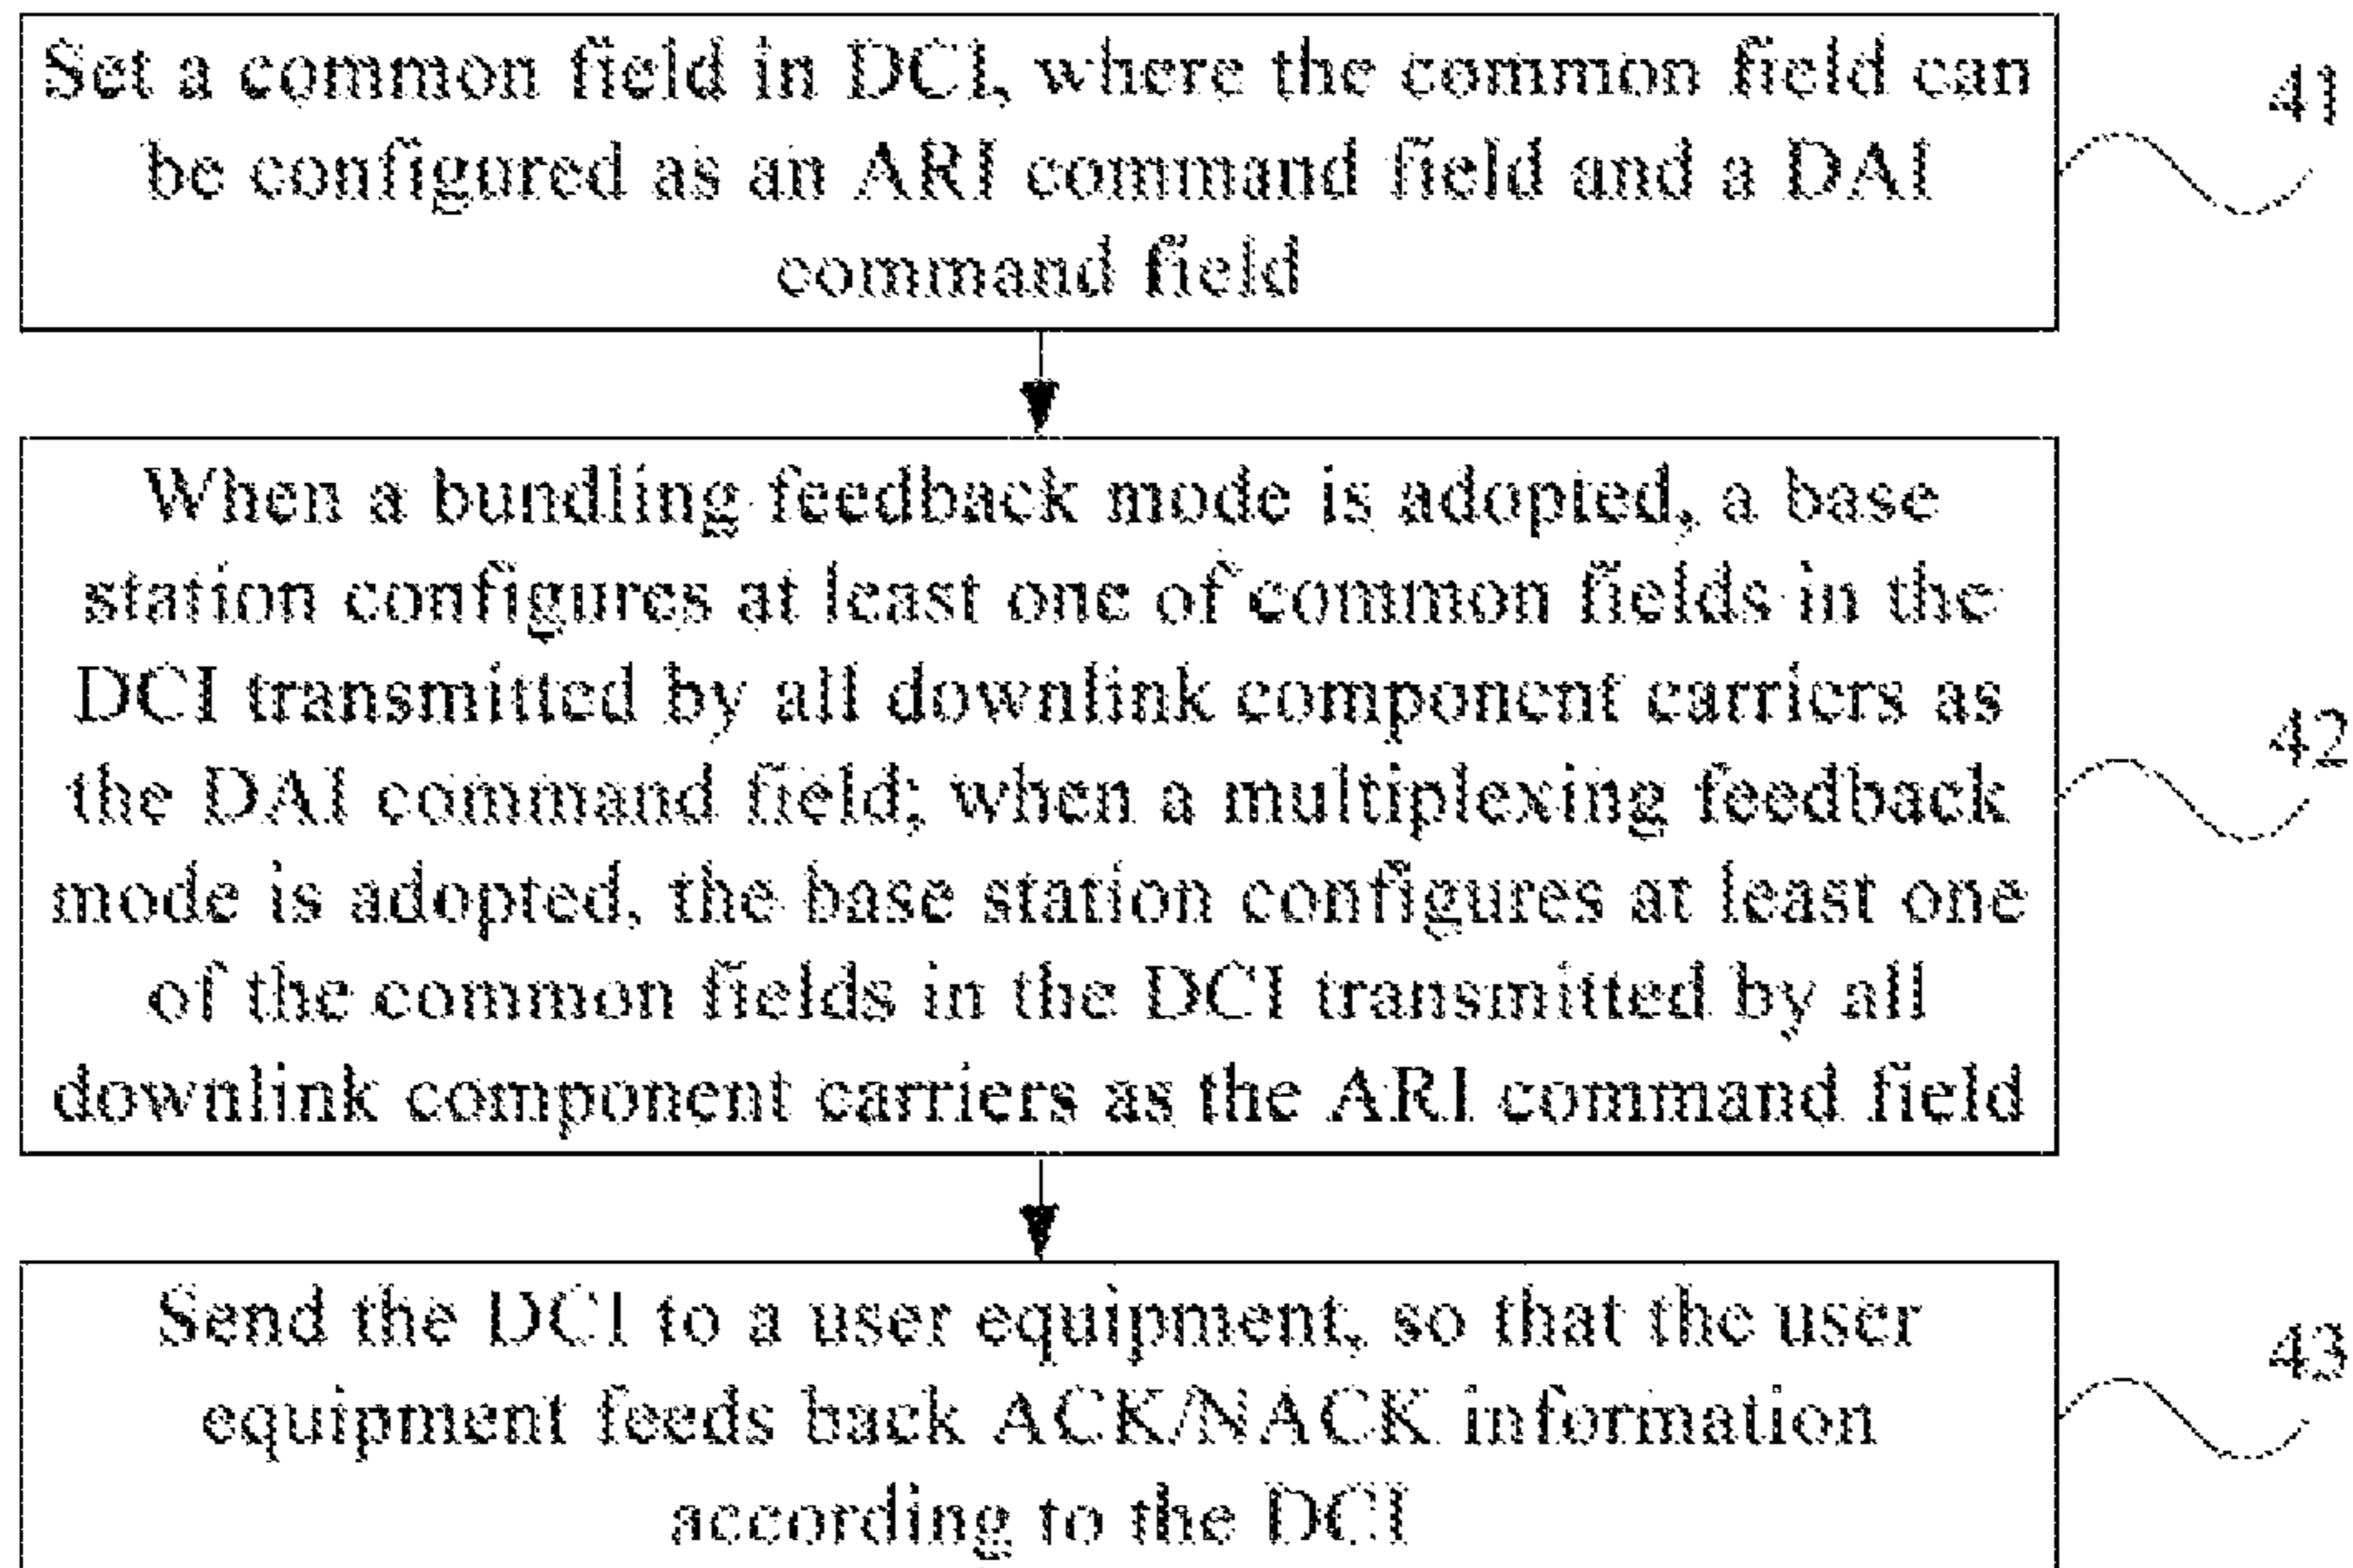 Set a common field in DCI, where the common field can
be configured as an ARI command field and a DAI
command field
41
When a bundling feedback mode is adopted, a base
station configures at least one of common fields in the
DCI transmitted by all downlink component carriers as
the DAI command field; when a multiplexing feedback
mode is adopted, the base station configures at least one
of the common fields in the DCI transmitted by all
downlink component carriers as the ARI command field
42
Send the DCI to a user equipment, so that the user
equipment feeds back ACK/NACK information
according to the DCI
43